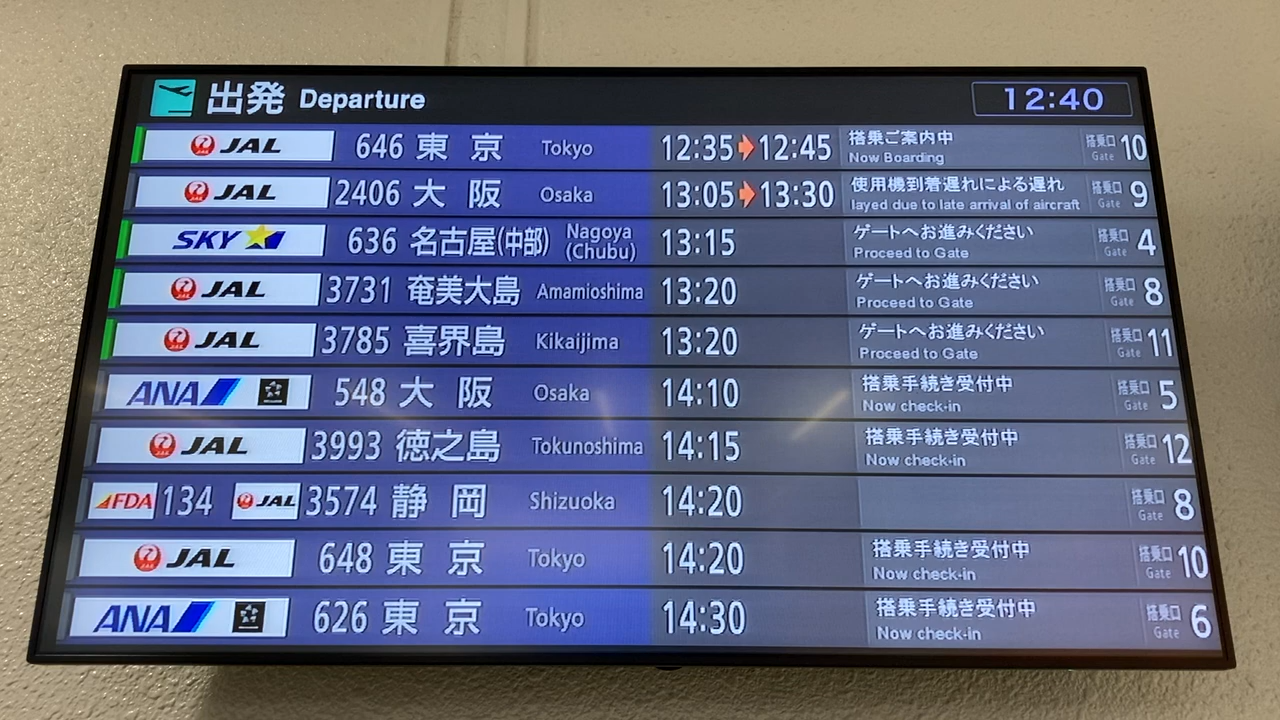 出発 Departure 12:40
JAL 646 東京 Tokyo 12:35 12:45 搭乗ご案内中 Now Boarding 搭乗口 Gate 10
JAL 2406 大阪 Osaka 13:05 13:30 使用機到着遅れによる遅れ layed due to late arrival of aircraft 搭乗口 Gate 9
SKY 636 名古屋(中部) Nagoya (Chubu) 13:15 ゲートへお進みください Proceed to Gate 搭乗口 Gate 4
JAL 3731 奄美大島 Amamioshima 13:20 ゲートへお進みください Proceed to Gate 搭乗口 Gate 8
JAL 3785 喜界島 Kikaijima 13:20 ゲートへお進みください Proceed to Gate 搭乗口 Gate 11
ANA 548 大阪 Osaka 14:10 搭乗手続き受付中 Now check-in 搭乗口 Gate 5
JAL 3993 徳之島 Tokunoshima 14:15 搭乗手続き受付中 Now check-in 搭乗口 Gate 12
FDA 134 JAL 3574 静岡 Shizuoka 14:20 搭乗口 Gate 8
JAL 648 東京 Tokyo 14:20 搭乗手続き受付中 Now check-in 搭乗口 Gate 10
ANA 626 東京 Tokyo 14:30 搭乗手続き受付中 Now check-in 搭乗口 Gate 6